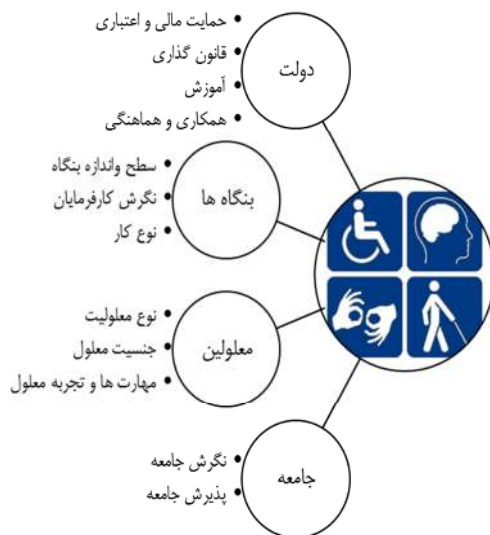 دولت
• حمایت مالی و اعتباری
• قانون گذاری
• آموزش
• همکاری و هماهنگی
بنگاه ها
• سطح واندازه بنگاه
• نگرش کارفرمایان
• نوع کار
معلولین
• نوع معلولیت
• جنسیت معلول
• مهارت ها و تجربه معلول
جامعه
• نگرش جامعه
• پذیرش جامعه